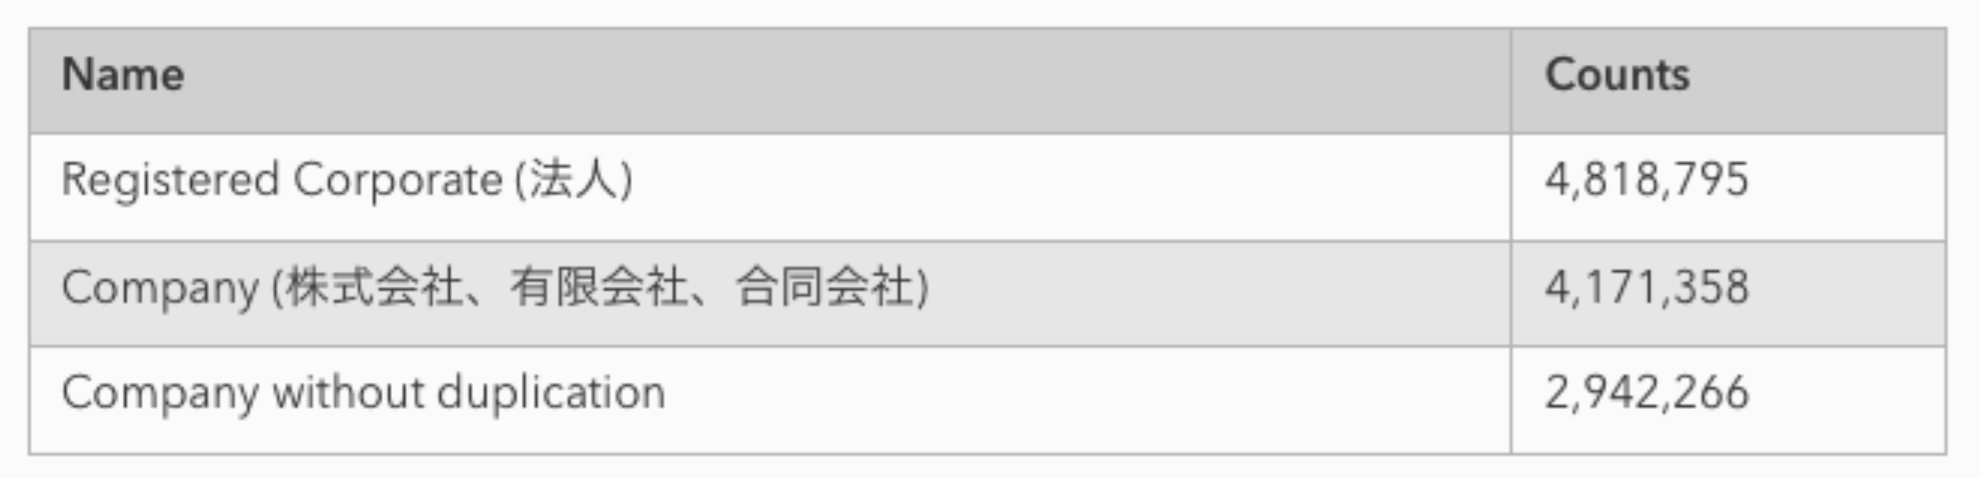 Name Counts
Registered Corporate (法人) 4,818,795
Company (株式会社、有限会社、合同会社) 4,171,358
Company without duplication 2,942,266